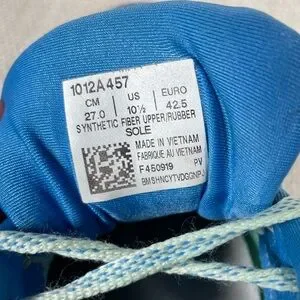 1012A457
CM US EURO
27.0 10½ 42.5
SYNTHETIC FIBER UPPER/RUBBER
SOLE
MADE IN VIETNAM
FABRIQUE AU VIETNAM
F450919 PV
BMSHNCYTVDGGNPJ